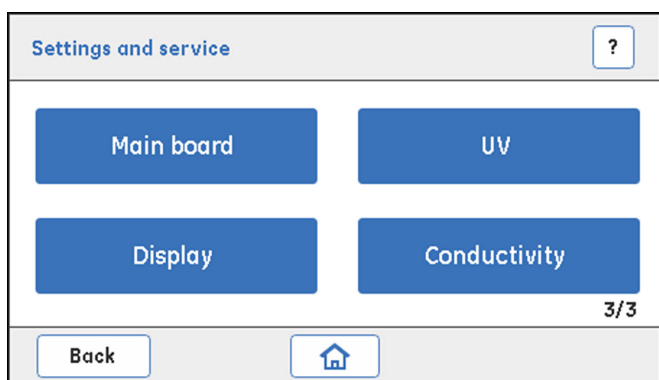 Settings and service
?
Main board
UV
Display
Conductivity
3/3
Back